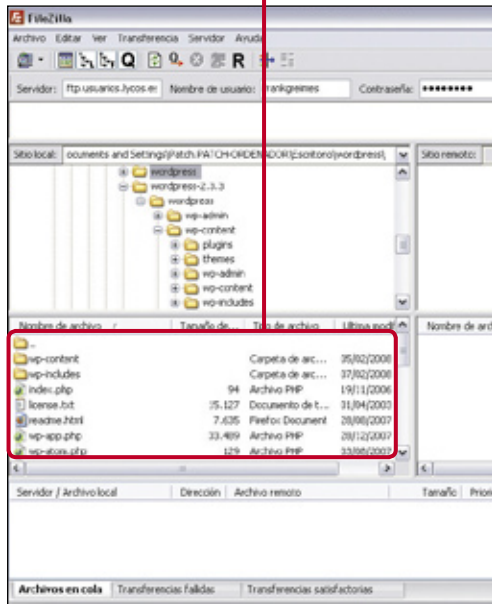 FileZilla
Archivo Editar Ver Transferencia Servidor Ayuda
Servidor: ftp.usuarios.lycos.es Nombre de usuario: frankgreimes Contraseña: ••••••••
Sitio local: ocuments and Settings\Patch.PATCH-ORDENADOR\Escritorio\wordpress\ Sitio remoto:
wordpress
wordpress-2.3.3
wordpress
wp-admin
wp-content
plugins
themes
wp-admin
wp-content
wp-includes
Nombre de archivo / Tamaño de... Tipo de archivo Última modif Nombre de arc
..
wp-content Carpeta de arc... /02/2008
wp-includes Carpeta de arc... /02/2008
index.php 94 Archivo PHP 19/11/2006
license.txt 15.127 Documento de t... /04/2003
readme.html 7.635 Firefox Document 28/08/2007
wp-app.php 33.489 Archivo PHP 28/12/2007
wp-atom.php 129 Archivo PHP
Servidor / Archivo local Dirección Archivo remoto Tamaño Priori
Archivos en cola Transferencias fallidas Transferencias satisfactorias